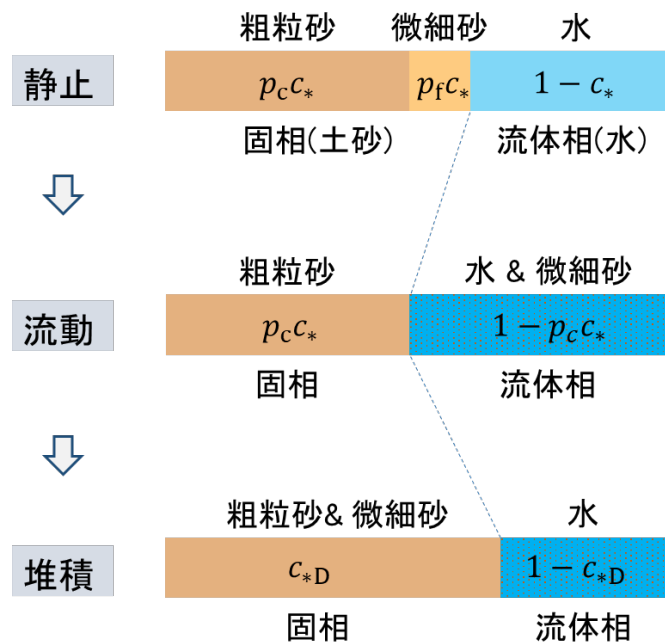 粗粒砂 微細砂 水
静止 p_c c_* p_f c_* 1 − c_*
固相(土砂) 流体相(水)
粗粒砂 水 & 微細砂
流動 p_c c_* 1 − p_c c_*
固相 流体相
粗粒砂& 微細砂 水
堆積 c_{*D} 1 − c_{*D}
固相 流体相